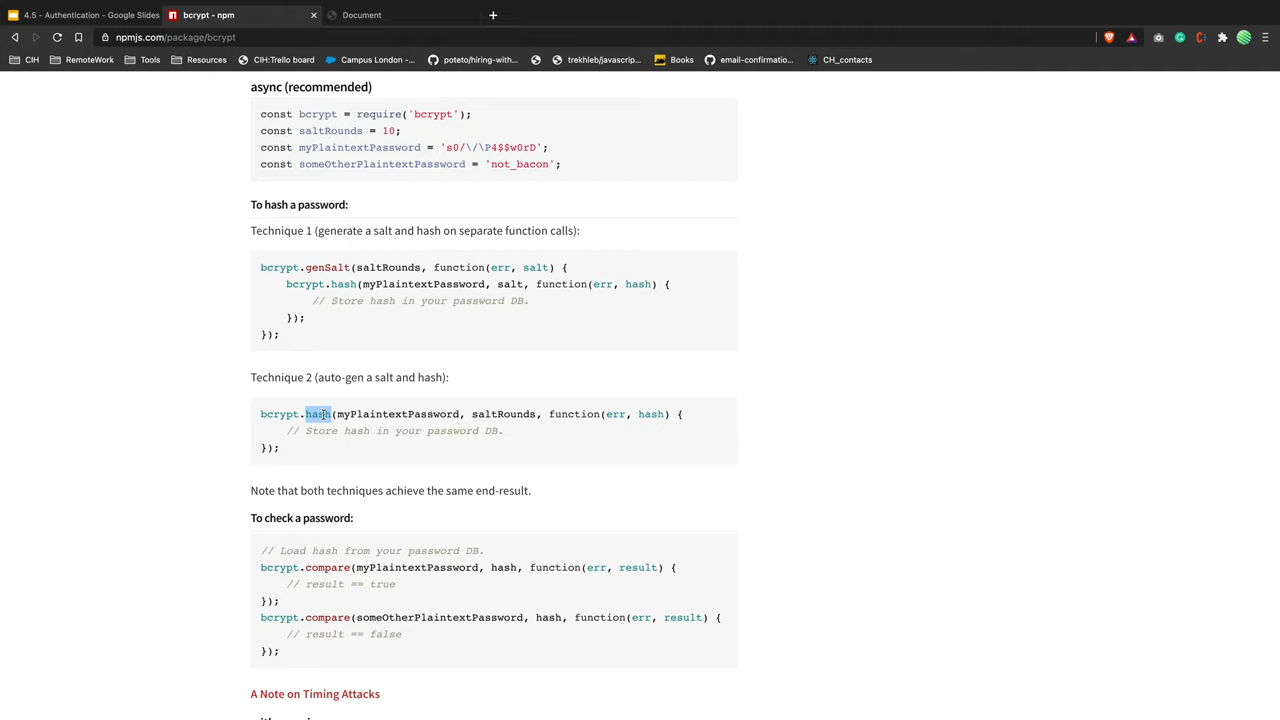 4.5 - Authentication - Google Slides
bcrypt - npm
Document
npmjs.com/package/bcrypt
CIH
RemoteWork
Tools
Resources
CIH:Trello board
Campus London -...
poteto/hiring-with...
trekhleb/javascrip...
Books
email-confirmatio...
CH_contacts
async (recommended)
const bcrypt = require('bcrypt');
const saltRounds = 10;
const myPlaintextPassword = 's0/\/\P4$$w0rD';
const someOtherPlaintextPassword = 'not_bacon';
To hash a password:
Technique 1 (generate a salt and hash on separate function calls):
bcrypt.genSalt(saltRounds, function(err, salt) {
    bcrypt.hash(myPlaintextPassword, salt, function(err, hash) {
        // Store hash in your password DB.
    });
});
Technique 2 (auto-gen a salt and hash):
bcrypt.hash(myPlaintextPassword, saltRounds, function(err, hash) {
    // Store hash in your password DB.
});
Note that both techniques achieve the same end-result.
To check a password:
// Load hash from your password DB.
bcrypt.compare(myPlaintextPassword, hash, function(err, result) {
    // result == true
});
bcrypt.compare(someOtherPlaintextPassword, hash, function(err, result) {
    // result == false
});
A Note on Timing Attacks